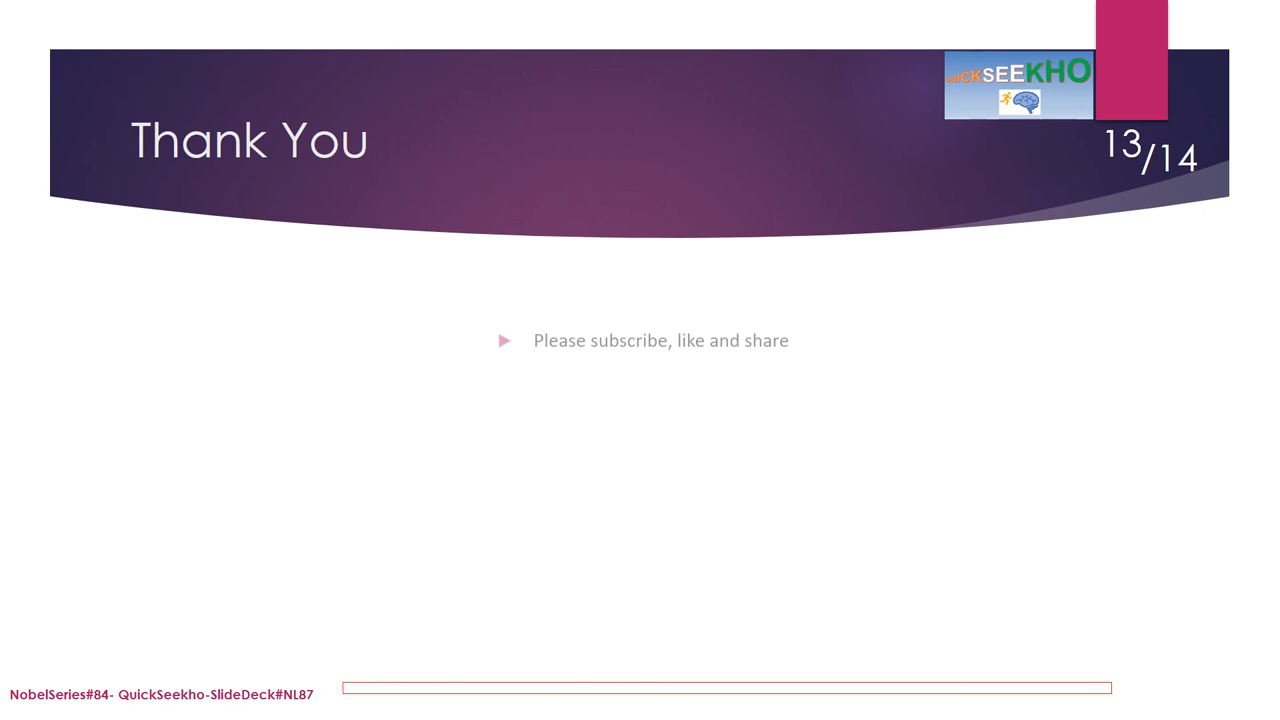 QUICKSEEKHO
Thank You
13/14
Please subscribe, like and share
NobelSeries#84- QuickSeekho-SlideDeck#NL87